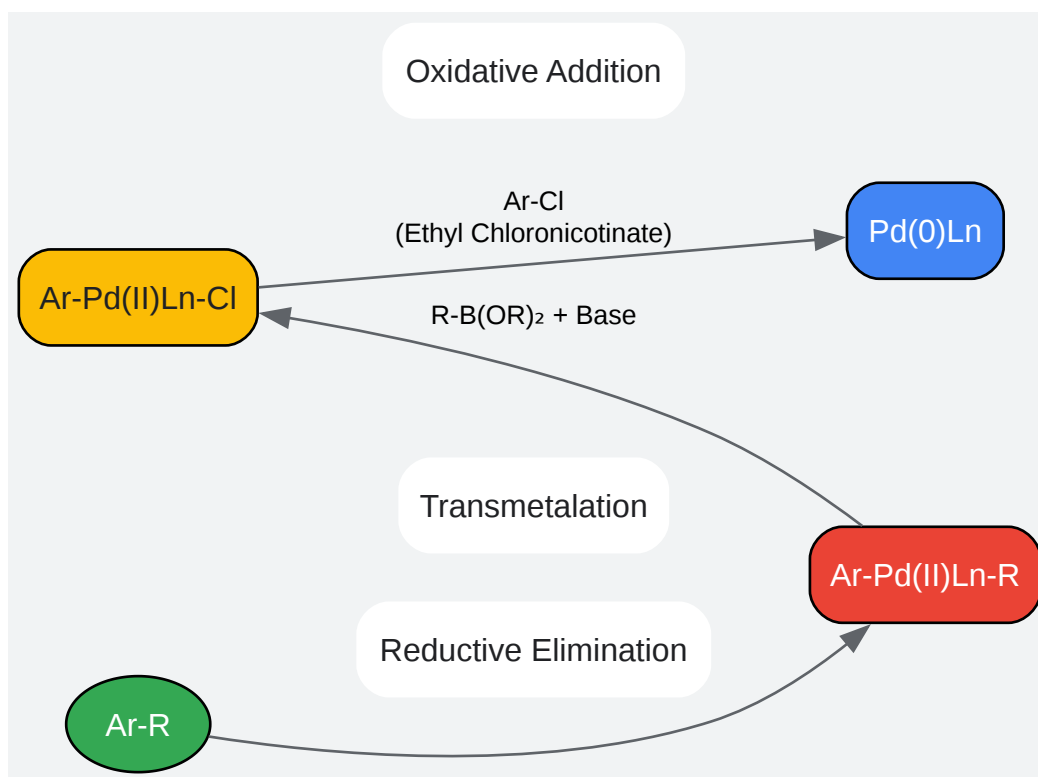 Oxidative Addition
Ar-Cl
(Ethyl Chloronicotinate)
Pd(0)Ln
Ar-Pd(II)Ln-Cl
R-B(OR)₂ + Base
Transmetalation
Ar-Pd(II)Ln-R
Reductive Elimination
Ar-R